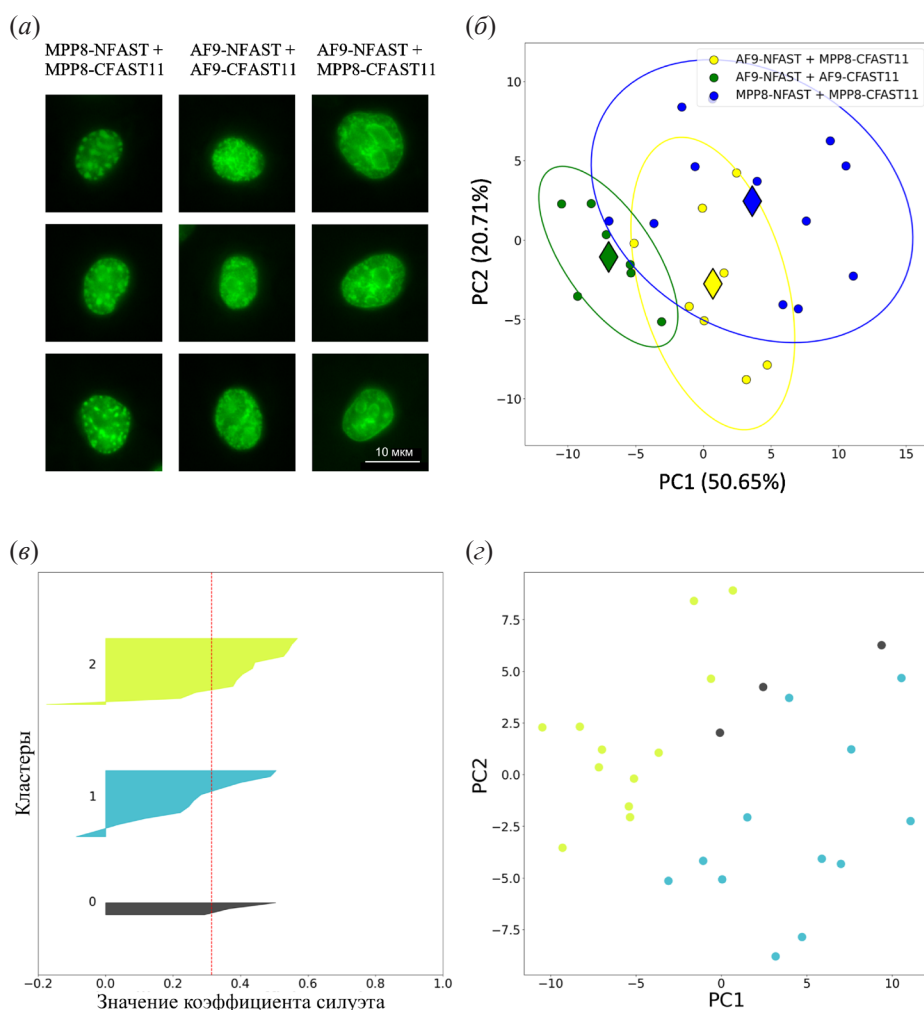 (а)
MPP8-NFAST +
MPP8-CFAST11
AF9-NFAST +
AF9-CFAST11
AF9-NFAST +
MPP8-CFAST11
10 мкм
(б)
AF9-NFAST + MPP8-CFAST11
AF9-NFAST + AF9-CFAST11
MPP8-NFAST + MPP8-CFAST11
10
5
0
−5
−10
PC2 (20.71%)
−10
−5
0
5
10
15
PC1 (50.65%)
(в)
2
1
0
Кластеры
−0.2
0.0
0.2
0.4
0.6
0.8
1.0
Значение коэффициента силуэта
(г)
7.5
5.0
2.5
0.0
−2.5
−5.0
−7.5
PC2
−10
−5
0
5
10
PC1